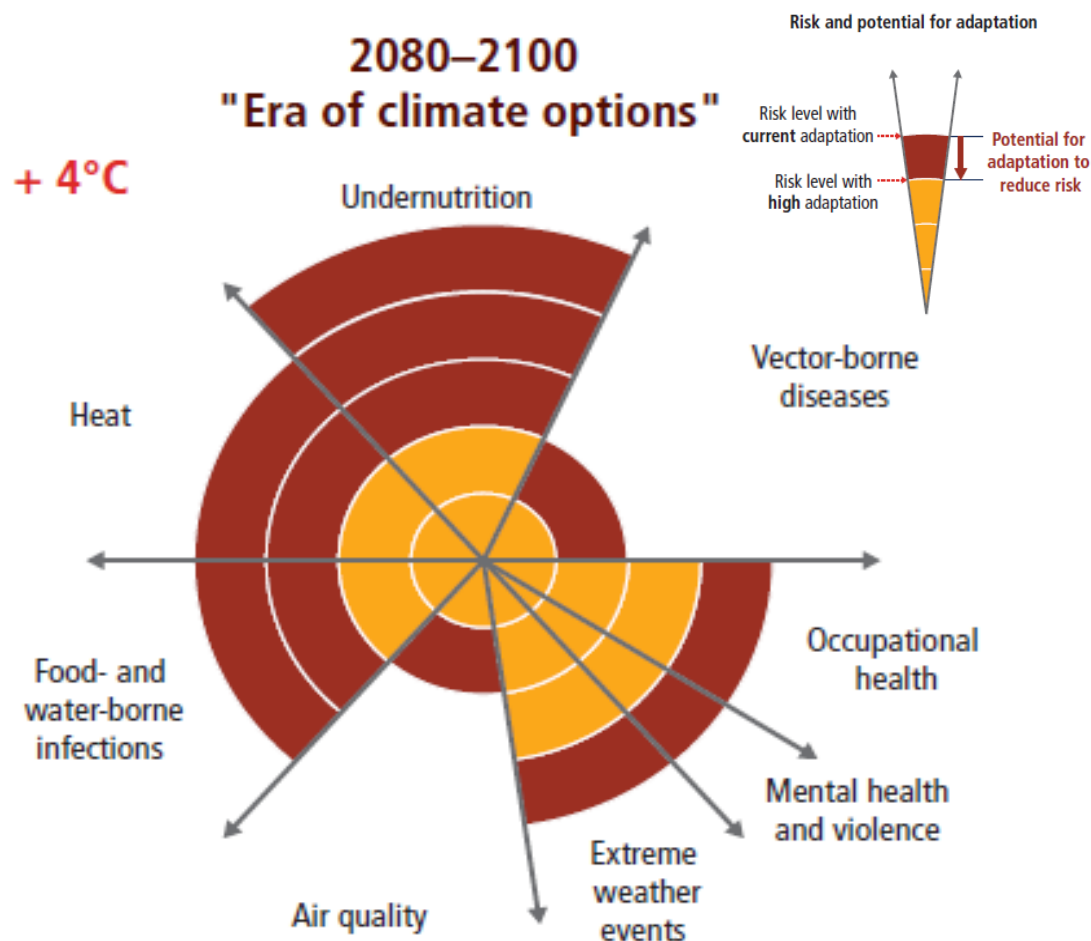 2080–2100
"Era of climate options"
+ 4°C
Risk and potential for adaptation
Risk level with
current adaptation
Risk level with
high adaptation
Potential for
adaptation to
reduce risk
Undernutrition
Vector-borne
diseases
Heat
Occupational
health
Food- and
water-borne
infections
Mental health
and violence
Extreme
weather
events
Air quality